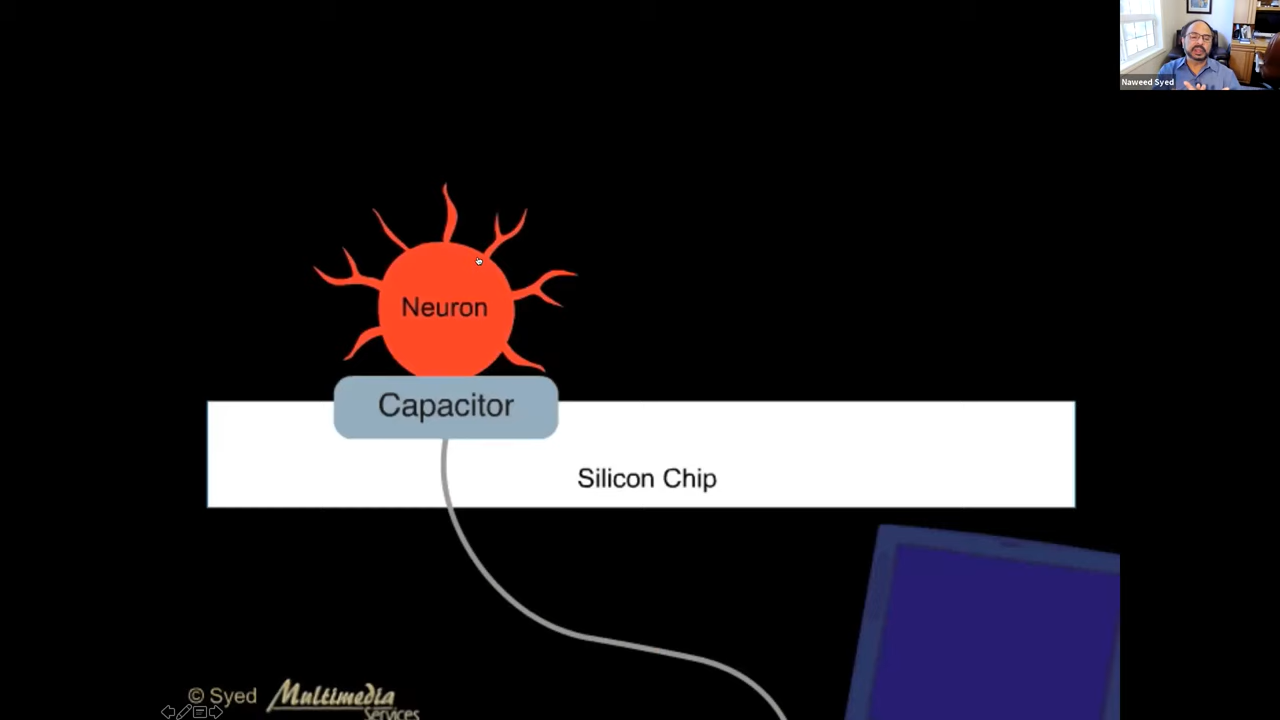 Naweed Syed
Neuron
Capacitor
Silicon Chip
© Syed Multimedia
Services